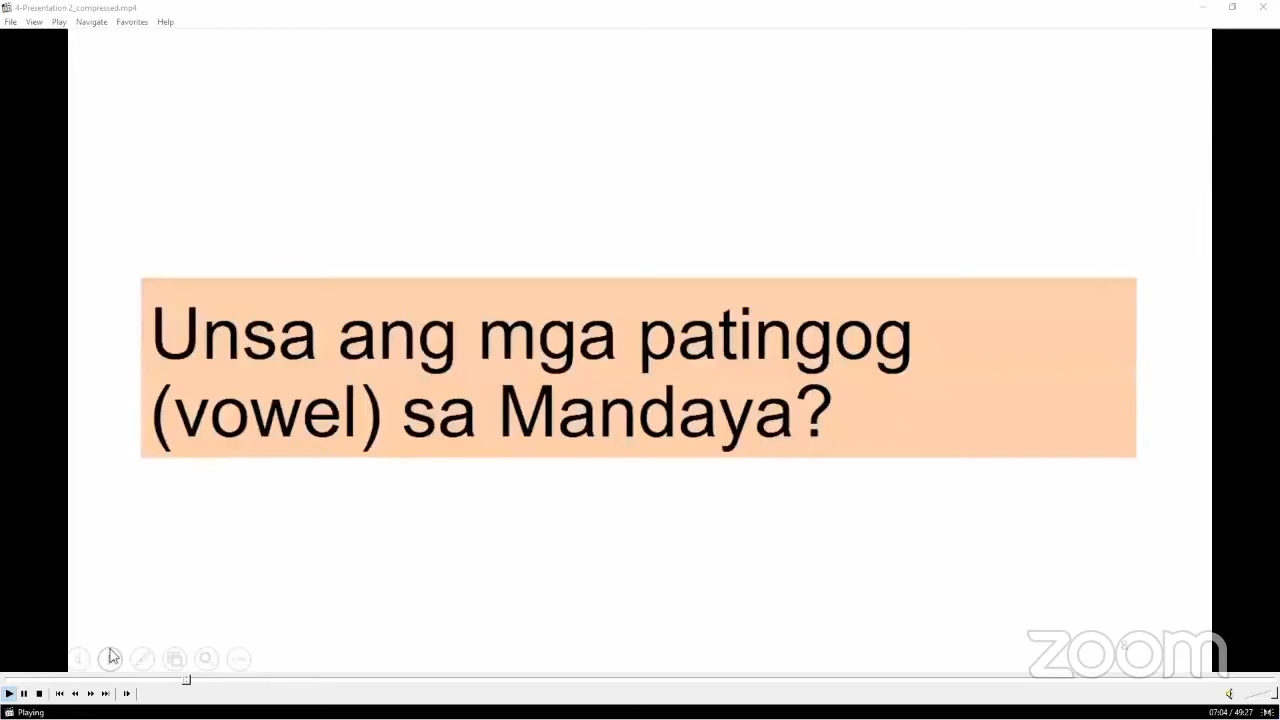 4-Presentation 2_compressed.mp4
File View Play Navigate Favorites Help
Unsa ang mga patingog
(vowel) sa Mandaya?
8
zoom
Playing
07:04 / 49:27